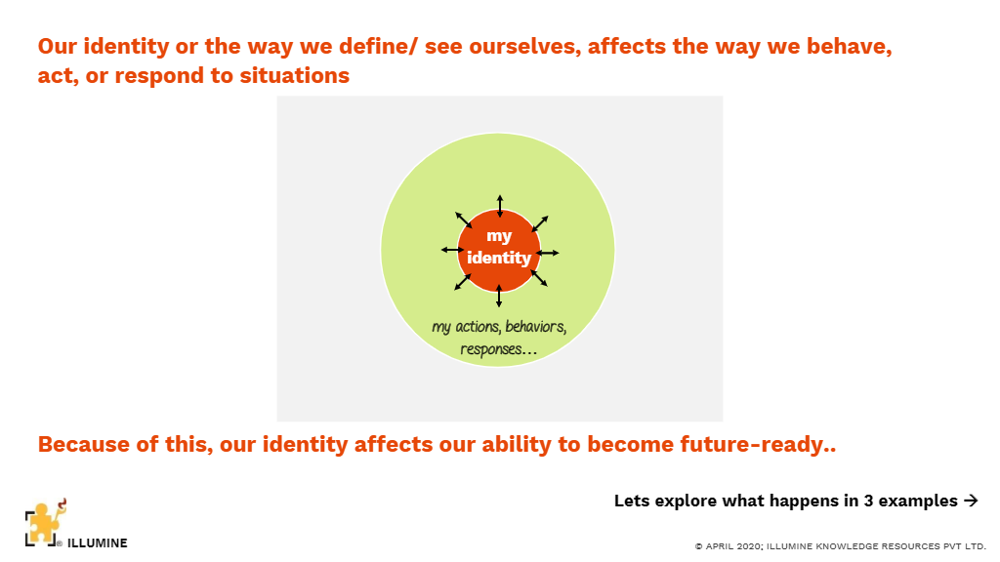 Our identity or the way we define/ see ourselves, affects the way we behave,
act, or respond to situations
my
identity
my actions, behaviors,
responses...
Because of this, our identity affects our ability to become future-ready..
Lets explore what happens in 3 examples →
® ILLUMINE
© APRIL 2020; ILLUMINE KNOWLEDGE RESOURCES PVT LTD.